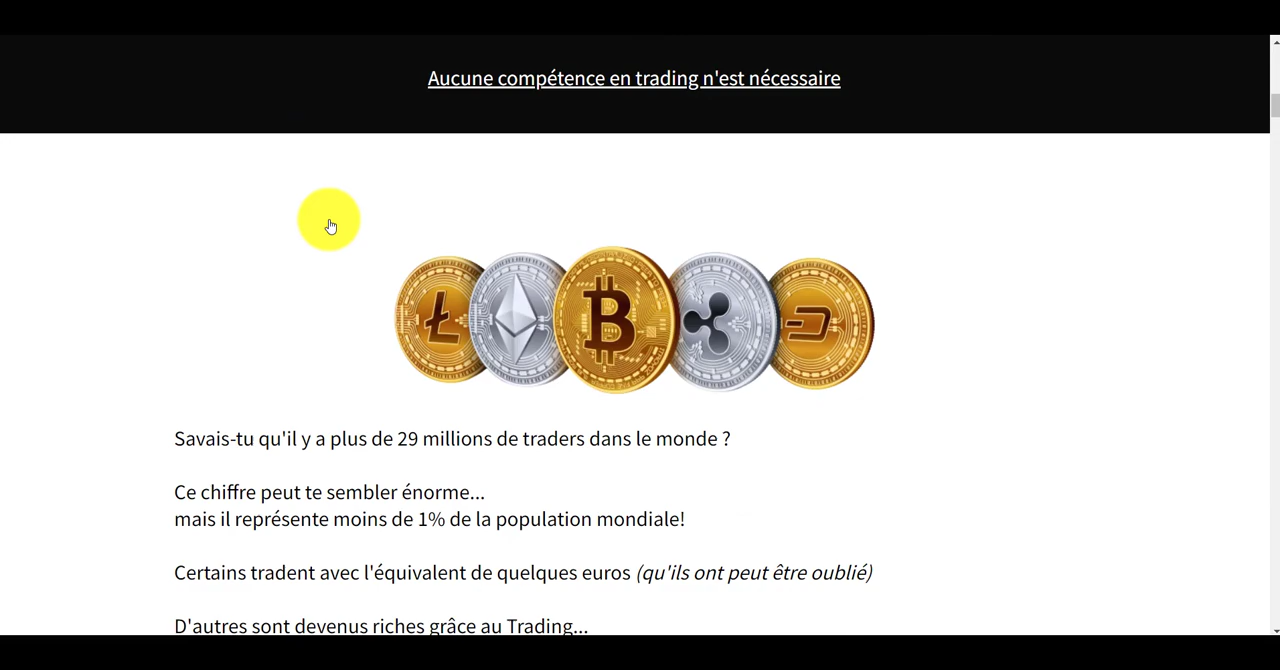 Aucune compétence en trading n'est nécessaire
Savais-tu qu'il y a plus de 29 millions de traders dans le monde ?
Ce chiffre peut te sembler énorme...
mais il représente moins de 1% de la population mondiale!
Certains tradent avec l'équivalent de quelques euros (qu'ils ont peut être oublié)
D'autres sont devenus riches grâce au Trading...